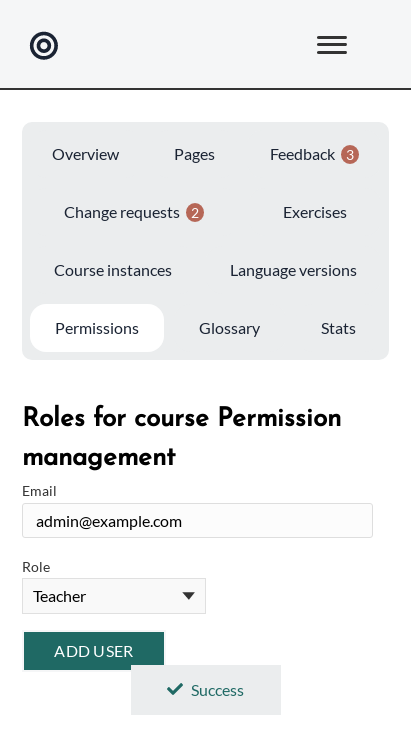 Overview Pages Feedback 3
Change requests 2 Exercises
Course instances Language versions
Permissions Glossary Stats
Roles for course Permission
management
Email
admin@example.com
Role
Teacher
ADD USER
Success